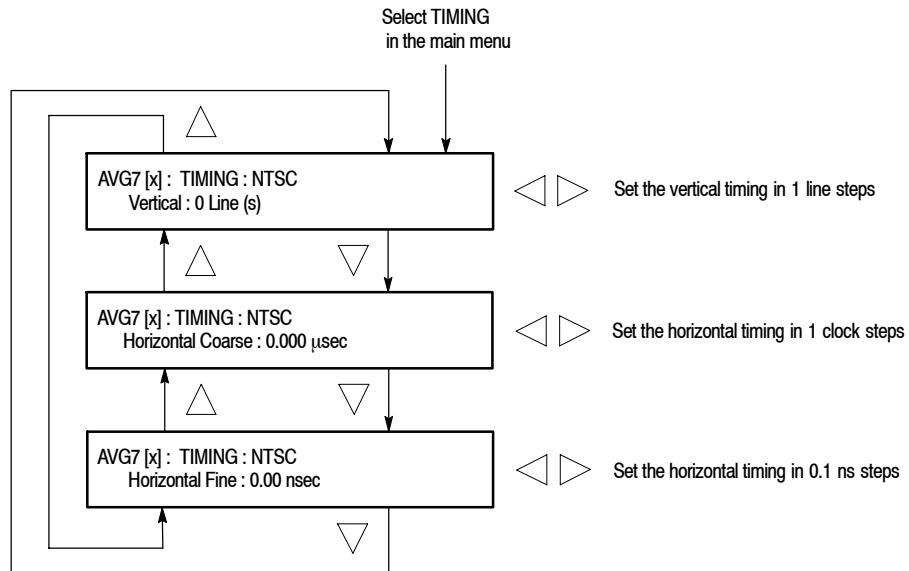 Select TIMING
in the main menu
AVG7 [x] : TIMING : NTSC
Vertical : 0 Line (s)
Set the vertical timing in 1 line steps
AVG7 [x] : TIMING : NTSC
Horizontal Coarse : 0.000 μsec
Set the horizontal timing in 1 clock steps
AVG7 [x] : TIMING : NTSC
Horizontal Fine : 0.00 nsec
Set the horizontal timing in 0.1 ns steps